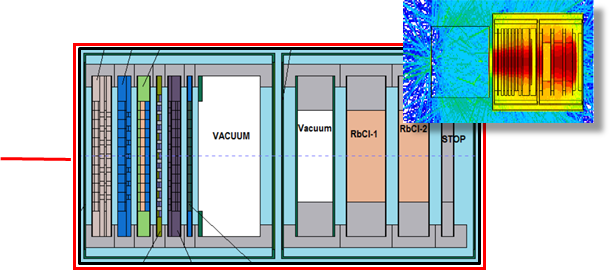 VACUUM
Vacuum
RbCl-1
RbCl-2
STOP